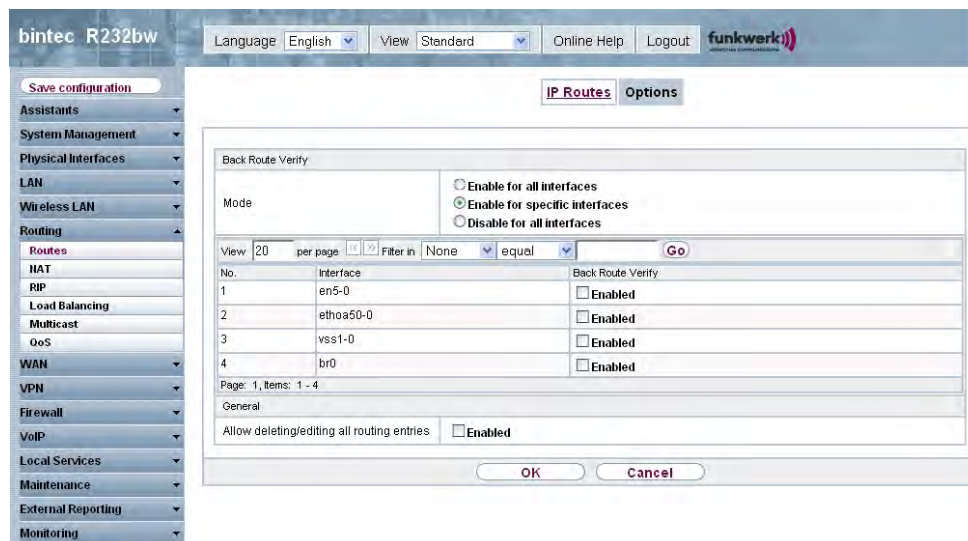 bintec R232bw
Language English View Standard Online Help Logout funkwerk
Save configuration
Assistants
System Management
Physical Interfaces
LAN
Wireless LAN
Routing
Routes
NAT
RIP
Load Balancing
Multicast
QoS
WAN
VPN
Firewall
VoIP
Local Services
Maintenance
External Reporting
Monitoring
IP Routes Options
Back Route Verify
Mode
Enable for all interfaces
Enable for specific interfaces
Disable for all interfaces
View 20 per page << >> Filter in None equal Go
No. Interface Back Route Verify
1 en5-0 Enabled
2 ethoa50-0 Enabled
3 vss1-0 Enabled
4 br0 Enabled
Page: 1, Items: 1 - 4
General
Allow deleting/editing all routing entries Enabled
OK Cancel